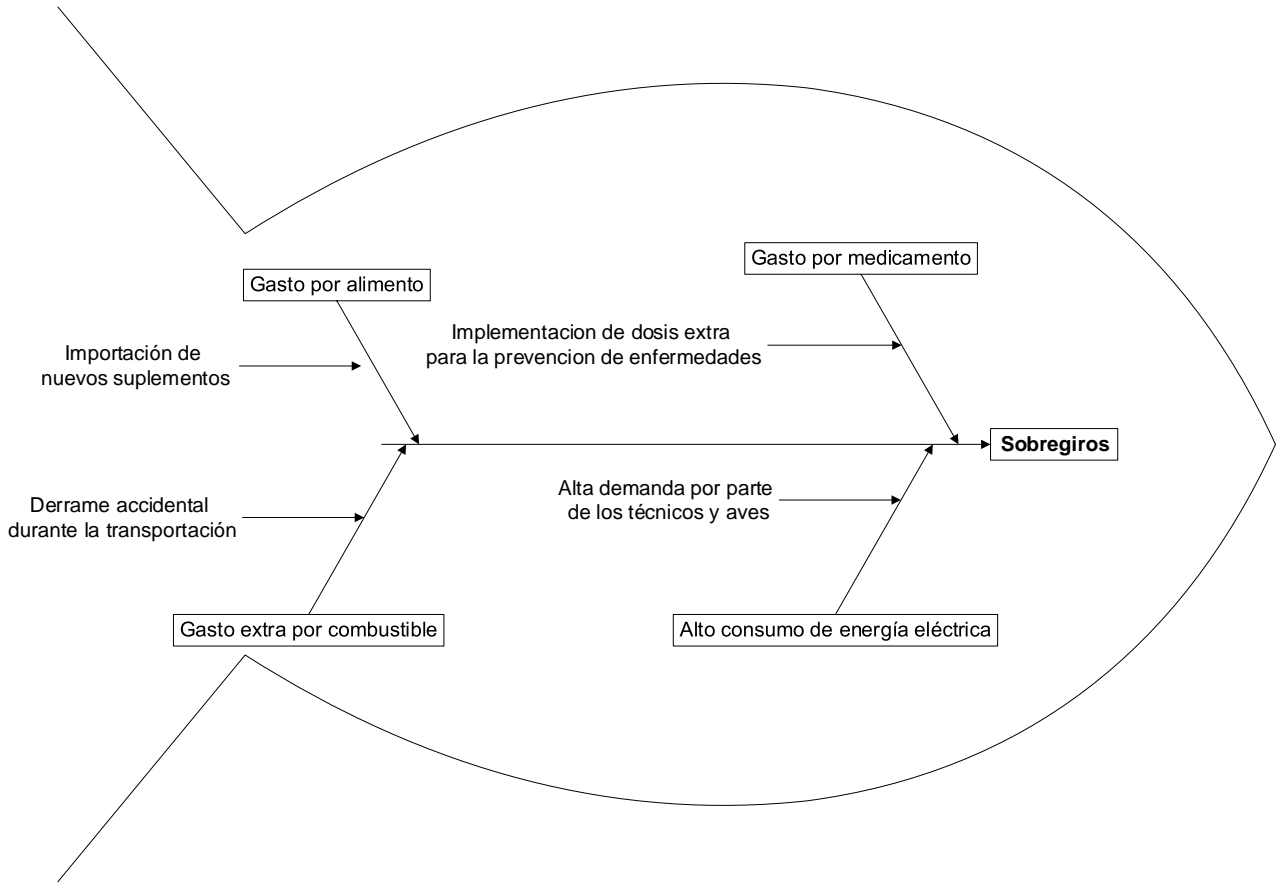 Gasto por medicamento
Gasto por alimento
Implementacion de dosis extra
para la prevencion de enfermedades
Importación de
nuevos suplementos
Sobregiros
Derrame accidental
durante la transportación
Alta demanda por parte
de los técnicos y aves
Gasto extra por combustible
Alto consumo de energía eléctrica